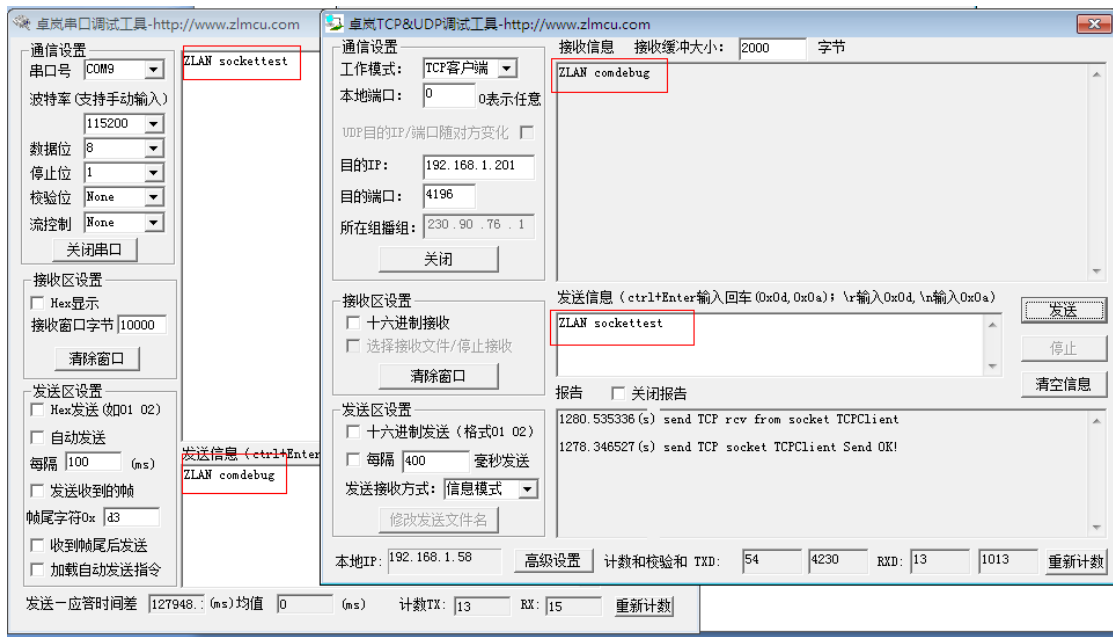 卓岚串口调试工具-http://www.zlmcu.com
通信设置
串口号 COM9
波特率(支持手动输入)
115200
数据位 8
停止位 1
校验位 None
流控制 None
关闭串口
接收区设置
Hex显示
接收窗口字节 10000
清除窗口
发送区设置
Hex发送(如01 02)
自动发送
每隔 100 (ms)
发送收到的帧
帧尾字符0x d3
收到帧尾后发送
加载自动发送指令
ZLAN sockettest
发送信息(ctrl+Enter
ZLAN comdebug
发送一应答时间差 127948. (ms)均值 0 (ms) 计数TX: 13 RX: 15 重新计数
卓岚TCP&UDP调试工具-http://www.zlmcu.com
通信设置
工作模式: TCP客户端
本地端口: 0 0表示任意
UDP目的IP/端口随对方变化
目的IP: 192.168.1.201
目的端口: 4196
所在组播组: 230 .90 .76 .1
关闭
接收区设置
十六进制接收
选择接收文件/停止接收
清除窗口
发送区设置
十六进制发送(格式01 02)
每隔 400 毫秒发送
发送接收方式: 信息模式
修改发送文件名
接收信息 接收缓冲大小: 2000 字节
ZLAN comdebug
发送信息(ctrl+Enter输入回车(0x0d,0x0a); \r输入0x0d,\n输入0x0a)
ZLAN sockettest
发送
停止
清空信息
报告 关闭报告
1280.535336(s) send TCP rcv from socket TCPClient
1278.346527(s) send TCP socket TCPClient Send OK!
本地IP: 192.168.1.58 高级设置 计数和校验和 TXD: 54 4230 RXD: 13 1013 重新计数